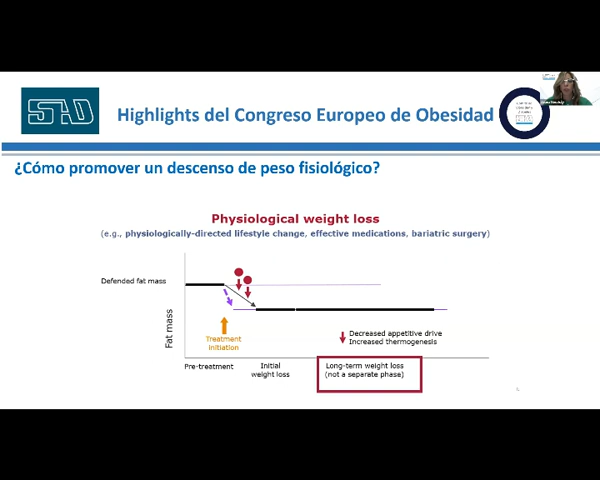 SAD
Highlights del Congreso Europeo de Obesidad
¿Cómo promover un descenso de peso fisiológico?
Physiological weight loss
(e.g., physiologically-directed lifestyle change, effective medications, bariatric surgery)
Defended fat mass
Fat mass
Treatment
initiation
Decreased appetitive drive
Increased thermogenesis
Pre-treatment
Initial
weight loss
Long-term weight loss
(not a separate phase)